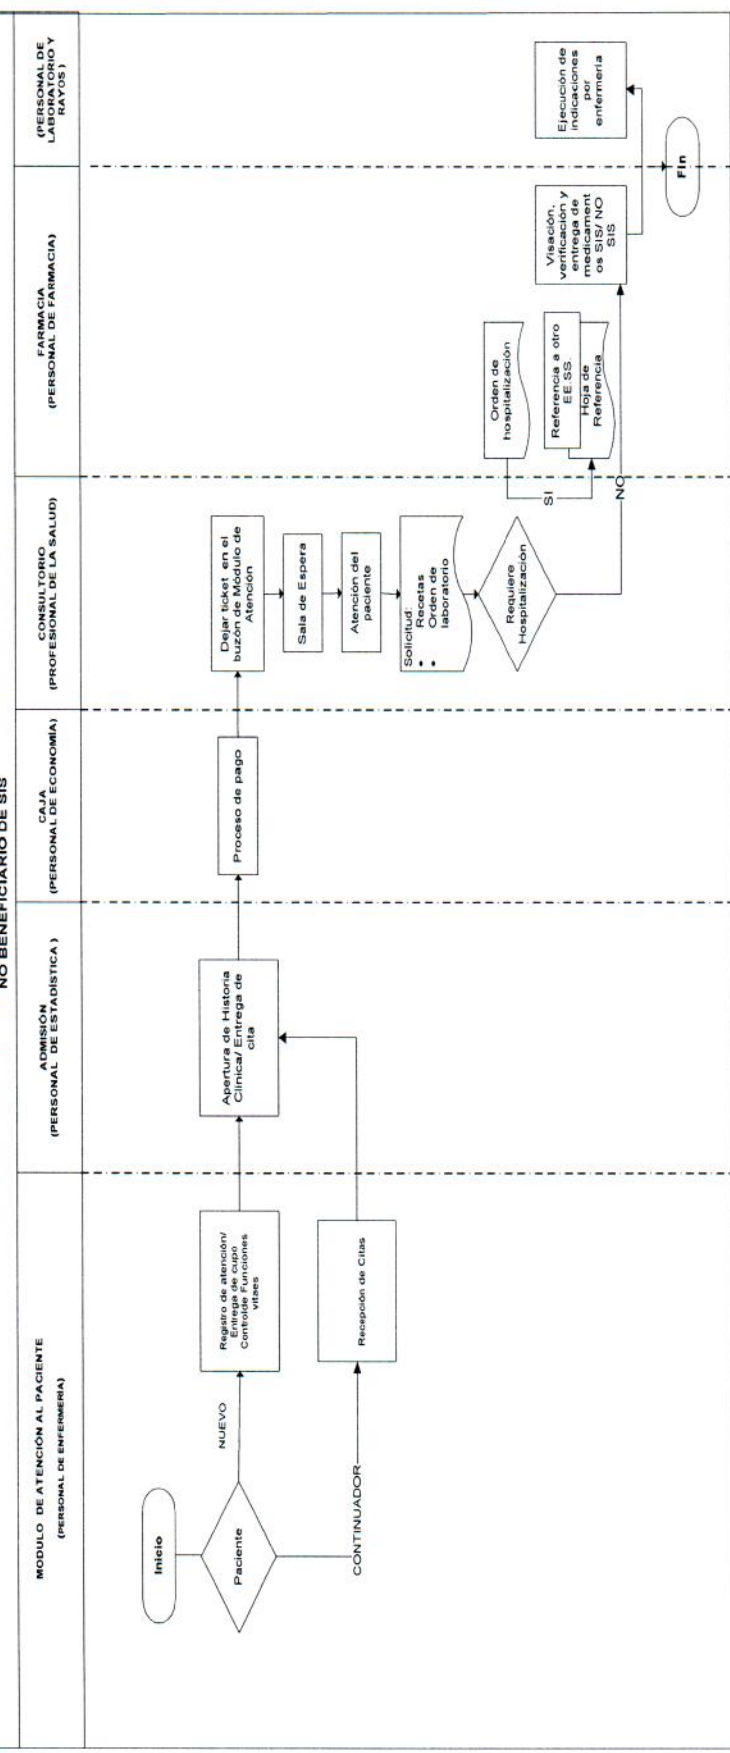 NO BENEFICIARIO DE SIS
MODULO DE ATENCIÓN AL PACIENTE
(PERSONAL DE ENFERMERÍA)
ADMISIÓN
(PERSONAL DE ESTADÍSTICA )
CAJA
(PERSONAL DE ECONOMÍA)
CONSULTORIO
(PROFESIONAL DE LA SALUD)
FARMACIA
(PERSONAL DE FARMACIA)
(PERSONAL DE
LABORATORIO Y
RAYOS )
Inicio
Paciente
NUEVO
CONTINUADOR
Registro de atención/
Entrega de cupo
Controlde Funciones
vitaes
Recepción de Citas
Apertura de Historia
Clínica/ Entrega de
cita
Proceso de pago
Dejar ticket en el
buzón de Módulo de
Atención
Sala de Espera
Atención del
paciente
Solicitud:
• Recetas
• Orden de
laboratorio
Requiere
Hospitalización
SI
NO
Orden de
hospitalización
Referencia a otro
EE.SS.
Hoja de
Referencia
Visación,
verificación y
entrega de
medicament
os SIS/ NO
SIS
Ejecución de
indicaciones
por
enfermería
Fin